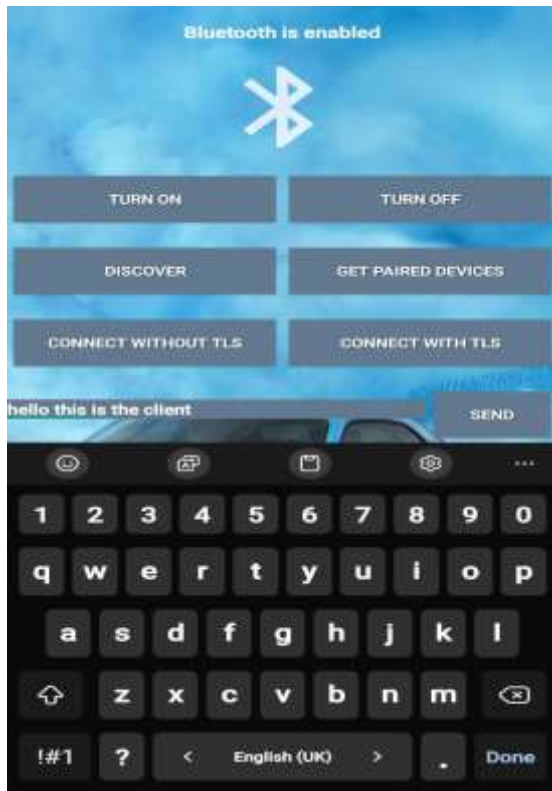 Bluetooth is enabled
TURN ON TURN OFF
DISCOVER GET PAIRED DEVICES
CONNECT WITHOUT TLS CONNECT WITH TLS
hello this is the client SEND
1 2 3 4 5 6 7 8 9 0
q w e r t y u i o p
a s d f g h j k l
z x c v b n m
!#1 ? < English (UK) > . Done